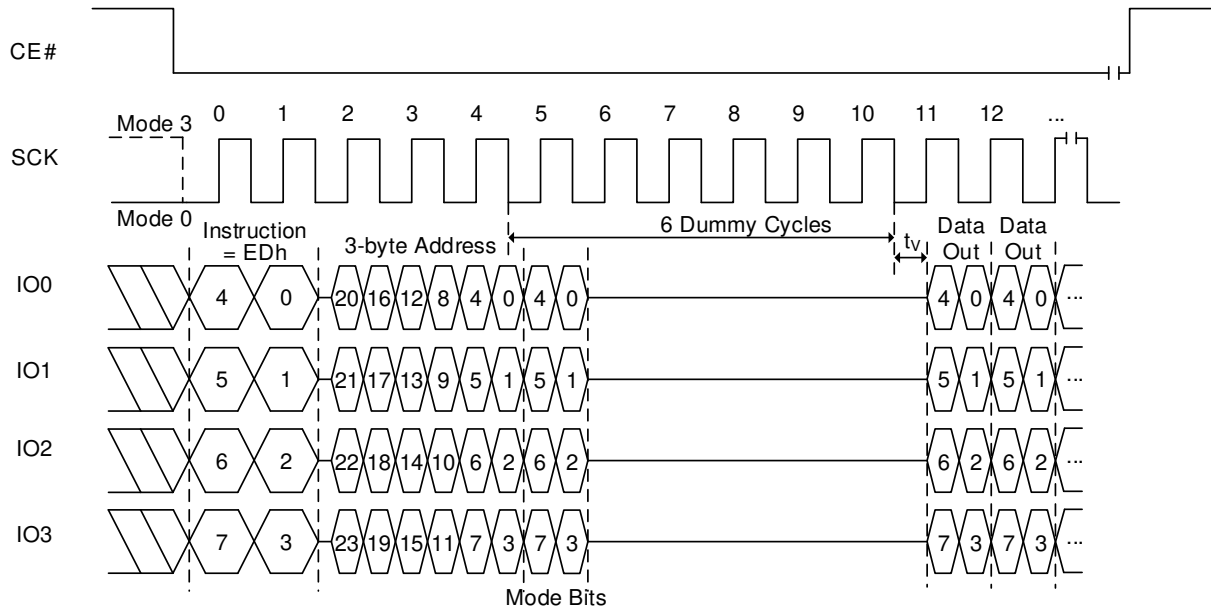 CE#
0 1 2 3 4 5 6 7 8 9 10 11 12 ...
Mode 3
SCK
Mode 0
Instruction
= EDh
3-byte Address
6 Dummy Cycles
tV
Data
Out
Data
Out
IO0
4 0 20 16 12 8 4 0 4 0 4 0 4 0 ...
IO1
5 1 21 17 13 9 5 1 5 1 5 1 5 1 ...
IO2
6 2 22 18 14 10 6 2 6 2 6 2 6 2 ...
IO3
7 3 23 19 15 11 7 3 7 3 7 3 7 3 ...
Mode Bits